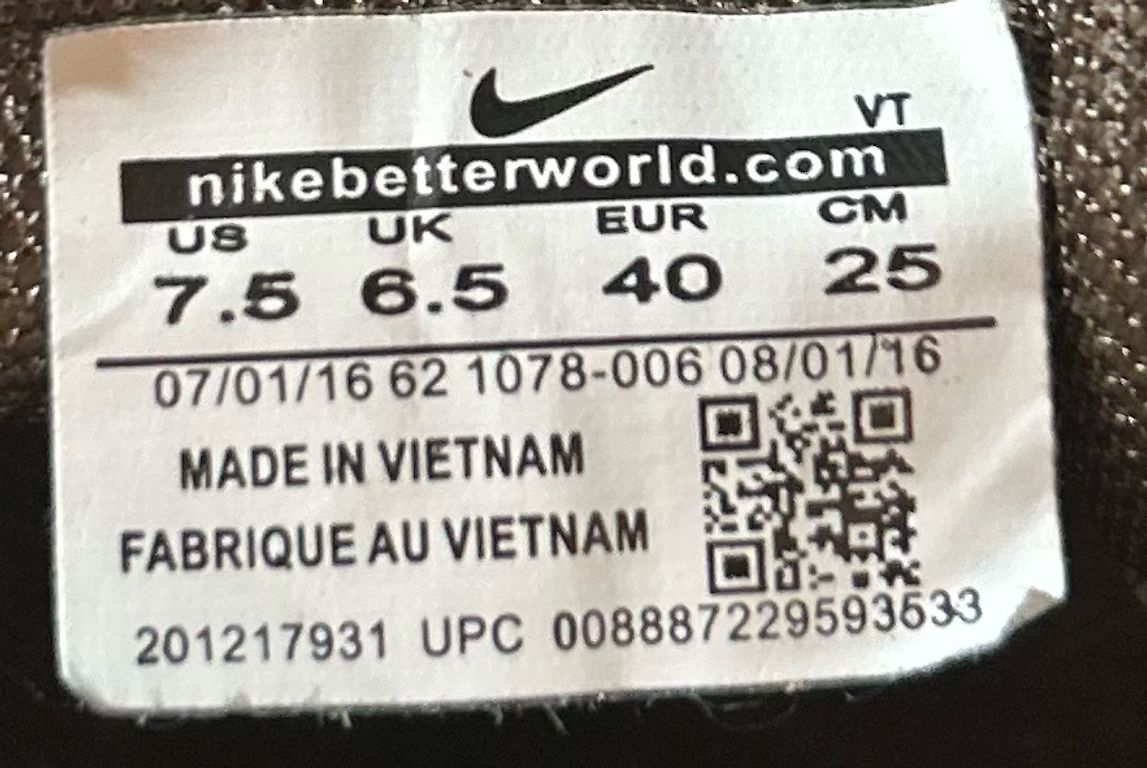 VT
nikebetterworld.com
US UK EUR CM
7.5 6.5 40 25
07/01/16 62 1078-006 08/01/16
MADE IN VIETNAM
FABRIQUE AU VIETNAM
201217931 UPC 008887229593533